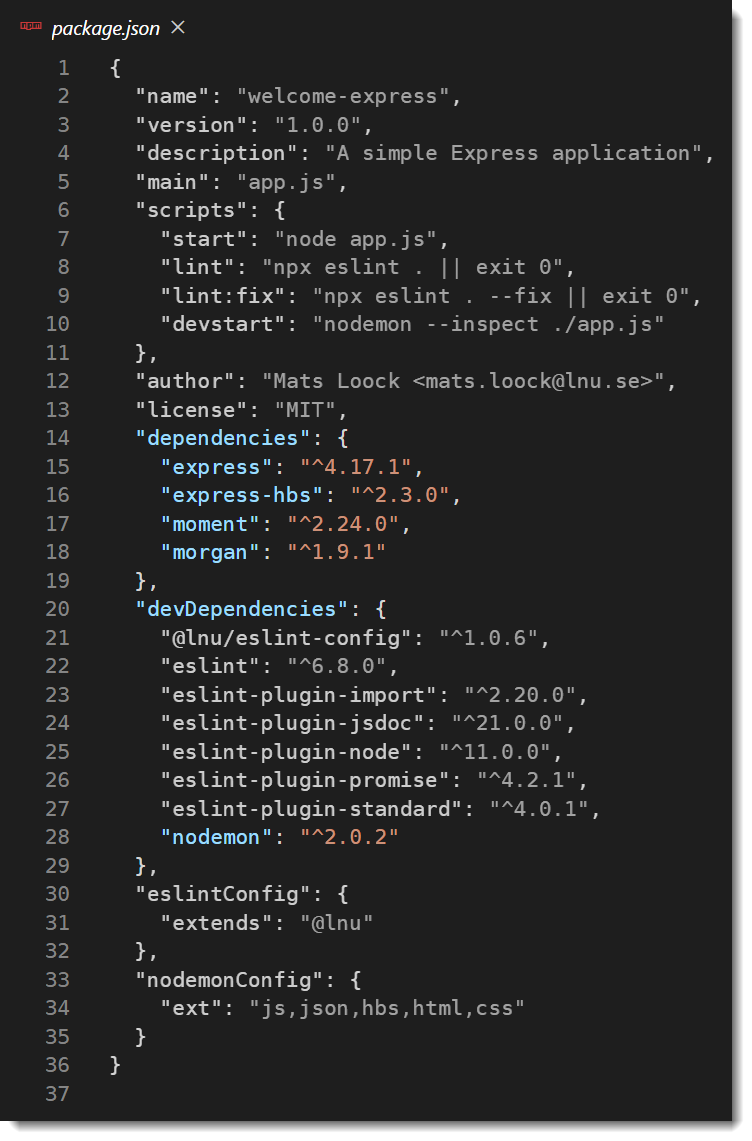 npm package.json ×
1 {
2 "name": "welcome-express",
3 "version": "1.0.0",
4 "description": "A simple Express application",
5 "main": "app.js",
6 "scripts": {
7 "start": "node app.js",
8 "lint": "npx eslint . || exit 0",
9 "lint:fix": "npx eslint . --fix || exit 0",
10 "devstart": "nodemon --inspect ./app.js"
11 },
12 "author": "Mats Loock <mats.loock@lnu.se>",
13 "license": "MIT",
14 "dependencies": {
15 "express": "^4.17.1",
16 "express-hbs": "^2.3.0",
17 "moment": "^2.24.0",
18 "morgan": "^1.9.1"
19 },
20 "devDependencies": {
21 "@lnu/eslint-config": "^1.0.6",
22 "eslint": "^6.8.0",
23 "eslint-plugin-import": "^2.20.0",
24 "eslint-plugin-jsdoc": "^21.0.0",
25 "eslint-plugin-node": "^11.0.0",
26 "eslint-plugin-promise": "^4.2.1",
27 "eslint-plugin-standard": "^4.0.1",
28 "nodemon": "^2.0.2"
29 },
30 "eslintConfig": {
31 "extends": "@lnu"
32 },
33 "nodemonConfig": {
34 "ext": "js,json,hbs,html,css"
35 }
36 }
37